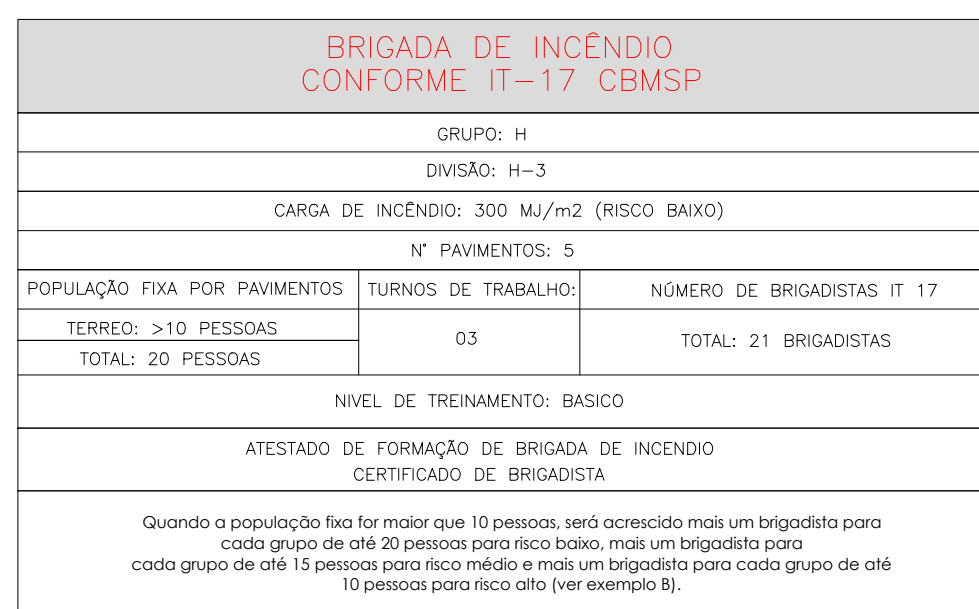 BRIGADA DE INCÊNDIO
CONFORME IT-17 CBMSP
GRUPO: H
DIVISÃO: H-3
CARGA DE INCÊNDIO: 300 MJ/m2 (RISCO BAIXO)
N° PAVIMENTOS: 5
POPULAÇÃO FIXA POR PAVIMENTOS
TURNOS DE TRABALHO:
NÚMERO DE BRIGADISTAS IT 17
TERREO: >10 PESSOAS
TOTAL: 20 PESSOAS
03
TOTAL: 21 BRIGADISTAS
NIVEL DE TREINAMENTO: BASICO
ATESTADO DE FORMAÇÃO DE BRIGADA DE INCENDIO
CERTIFICADO DE BRIGADISTA
Quando a população fixa for maior que 10 pessoas, será acrescido mais um brigadista para
cada grupo de até 20 pessoas para risco baixo, mais um brigadista para
cada grupo de até 15 pessoas para risco médio e mais um brigadista para cada grupo de até
10 pessoas para risco alto (ver exemplo B).